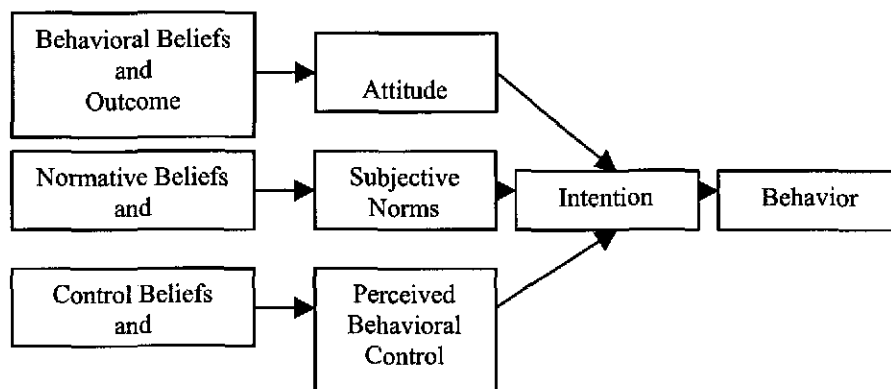 Behavioral Beliefs
and
Outcome
Attitude
Normative Beliefs
and
Subjective
Norms
Intention
Behavior
Control Beliefs
and
Perceived
Behavioral
Control